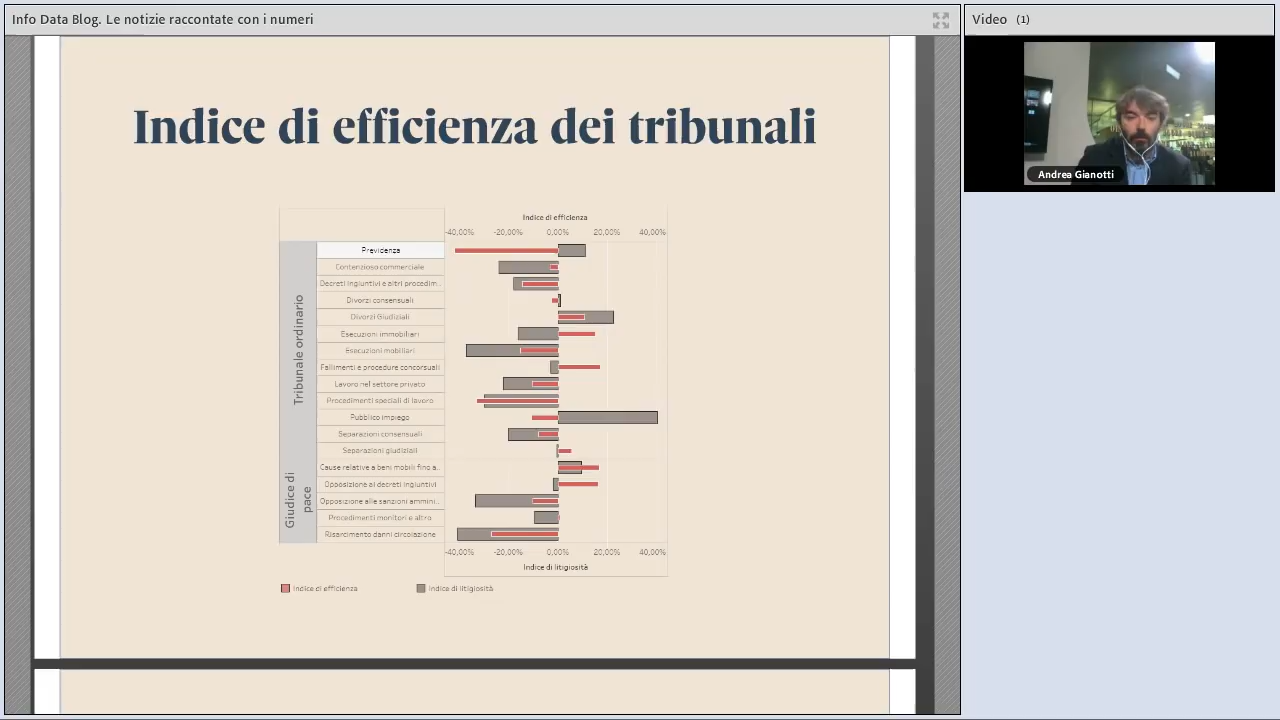 Info Data Blog. Le notizie raccontate con i numeri
Video (1)
Andrea Gianotti
Indice di efficienza dei tribunali
Indice di efficienza
-40,00% -20,00% 0,00% 20,00% 40,00%
Tribunale ordinario
Previdenza
Contenzioso commerciale
Decreti ingiuntivi e altri procedim..
Divorzi consensuali
Divorzi Giudiziali
Esecuzioni immobiliari
Esecuzioni mobiliari
Fallimenti e procedure concorsuali
Lavoro nel settore privato
Procedimenti speciali di lavoro
Pubblico impiego
Separazioni consensuali
Separazioni giudiziali
Giudice di
pace
Cause relative a beni mobili fino a..
Opposizione ai decreti ingiuntivi
Opposizione alle sanzioni ammini..
Procedimenti monitori e altro
Risarcimento danni circolazione
-40,00% -20,00% 0,00% 20,00% 40,00%
Indice di litigiosità
Indice di efficienza
Indice di litigiosità